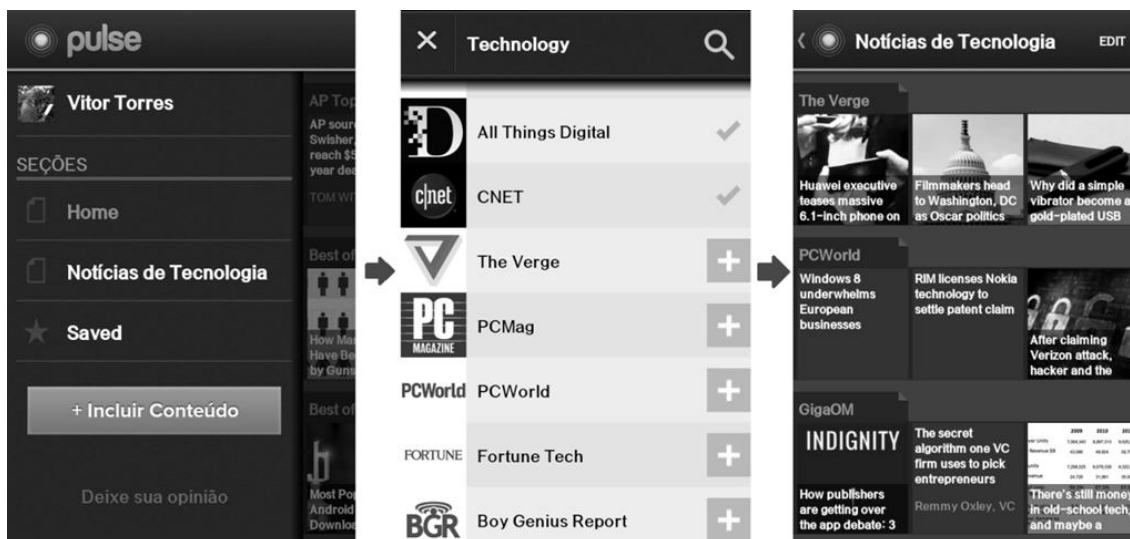 pulse
Vitor Torres
SEÇÕES
Home
Notícias de Tecnologia
Saved
+ Incluir Conteúdo
Deixe sua opinião
AP Top
AP sour
Swisher,
reach $5
year dea
TOM WI
Best of
How Ma
Have Be
by Guns
Best of
Most Po
Android
Downloa
Technology
D
All Things Digital
c|net
CNET
The Verge
PC
MAGAZINE
PCMag
PCWorld
PCWorld
FORTUNE
Fortune Tech
BGR
Boy Genius Report
Notícias de Tecnologia
EDIT
The Verge
Huawei executive
teases massive
6.1-inch phone on
Filmmakers head
to Washington, DC
as Oscar politics
Why did a simple
vibrator become a
gold-plated USB
PCWorld
Windows 8
underwhelms
European
businesses
RIM licenses Nokia
technology to
settle patent claim
After claiming
Verizon attack,
hacker and the
GigaOM
INDIGNITY
How publishers
are getting over
the app debate: 3
The secret
algorithm one VC
firm uses to pick
entrepreneurs
Remmy Oxley, VC
2009 2010
There's still money
in old-school tech,
and maybe a